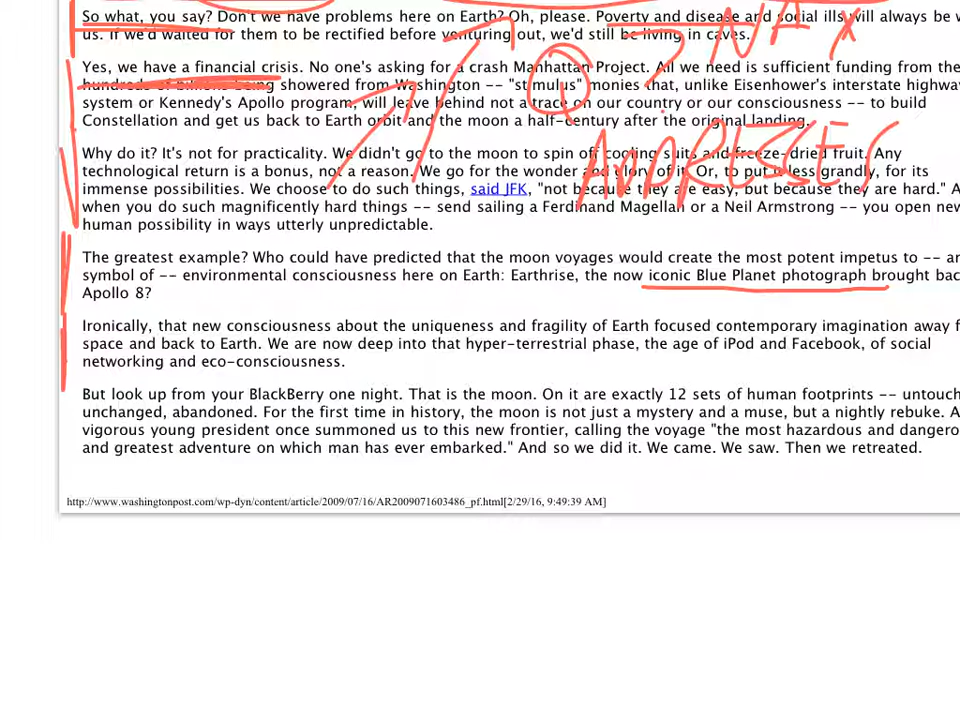 So what, you say? Don't we have problems here on Earth? Oh, please. Poverty and disease and social ills will always be w
us. If we'd waited for them to be rectified before venturing out, we'd still be living in caves.
Yes, we have a financial crisis. No one's asking for a crash Manhattan Project. All we need is sufficient funding from the
hundreds of billions being showered from Washington -- "stimulus" monies that, unlike Eisenhower's interstate highway
system or Kennedy's Apollo program, will leave behind not a trace on our country or our consciousness -- to build
Constellation and get us back to Earth orbit and the moon a half-century after the original landing.
Why do it? It's not for practicality. We didn't go to the moon to spin off cooling suits and freeze-dried fruit. Any
technological return is a bonus, not a reason. We go for the wonder and glory of it. Or, to put it less grandly, for its
immense possibilities. We choose to do such things, said JFK, "not because they are easy, but because they are hard." A
when you do such magnificently hard things -- send sailing a Ferdinand Magellan or a Neil Armstrong -- you open new
human possibility in ways utterly unpredictable.
The greatest example? Who could have predicted that the moon voyages would create the most potent impetus to -- an
symbol of -- environmental consciousness here on Earth: Earthrise, the now iconic Blue Planet photograph brought bac
Apollo 8?
Ironically, that new consciousness about the uniqueness and fragility of Earth focused contemporary imagination away f
space and back to Earth. We are now deep into that hyper-terrestrial phase, the age of iPod and Facebook, of social
networking and eco-consciousness.
But look up from your BlackBerry one night. That is the moon. On it are exactly 12 sets of human footprints -- untouch
unchanged, abandoned. For the first time in history, the moon is not just a mystery and a muse, but a nightly rebuke. A
vigorous young president once summoned us to this new frontier, calling the voyage "the most hazardous and dangero
and greatest adventure on which man has ever embarked." And so we did it. We came. We saw. Then we retreated.
http://www.washingtonpost.com/wp-dyn/content/article/2009/07/16/AR2009071603486_pf.html[2/29/16, 9:49:39 AM]